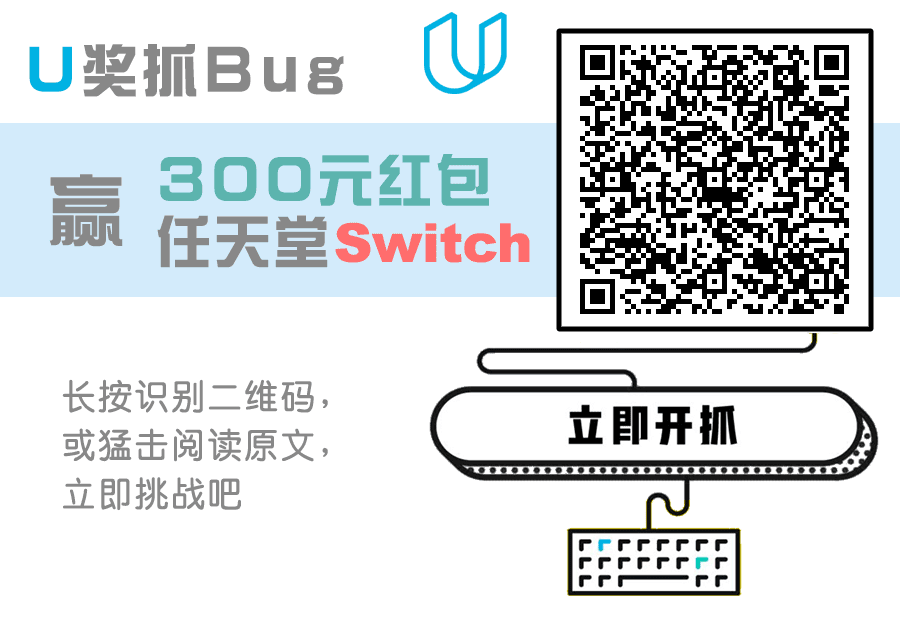 U奖抓Bug
赢
300元红包
任天堂Switch
长按识别二维码，
或猛击阅读原文，
立即挑战吧
立即开抓